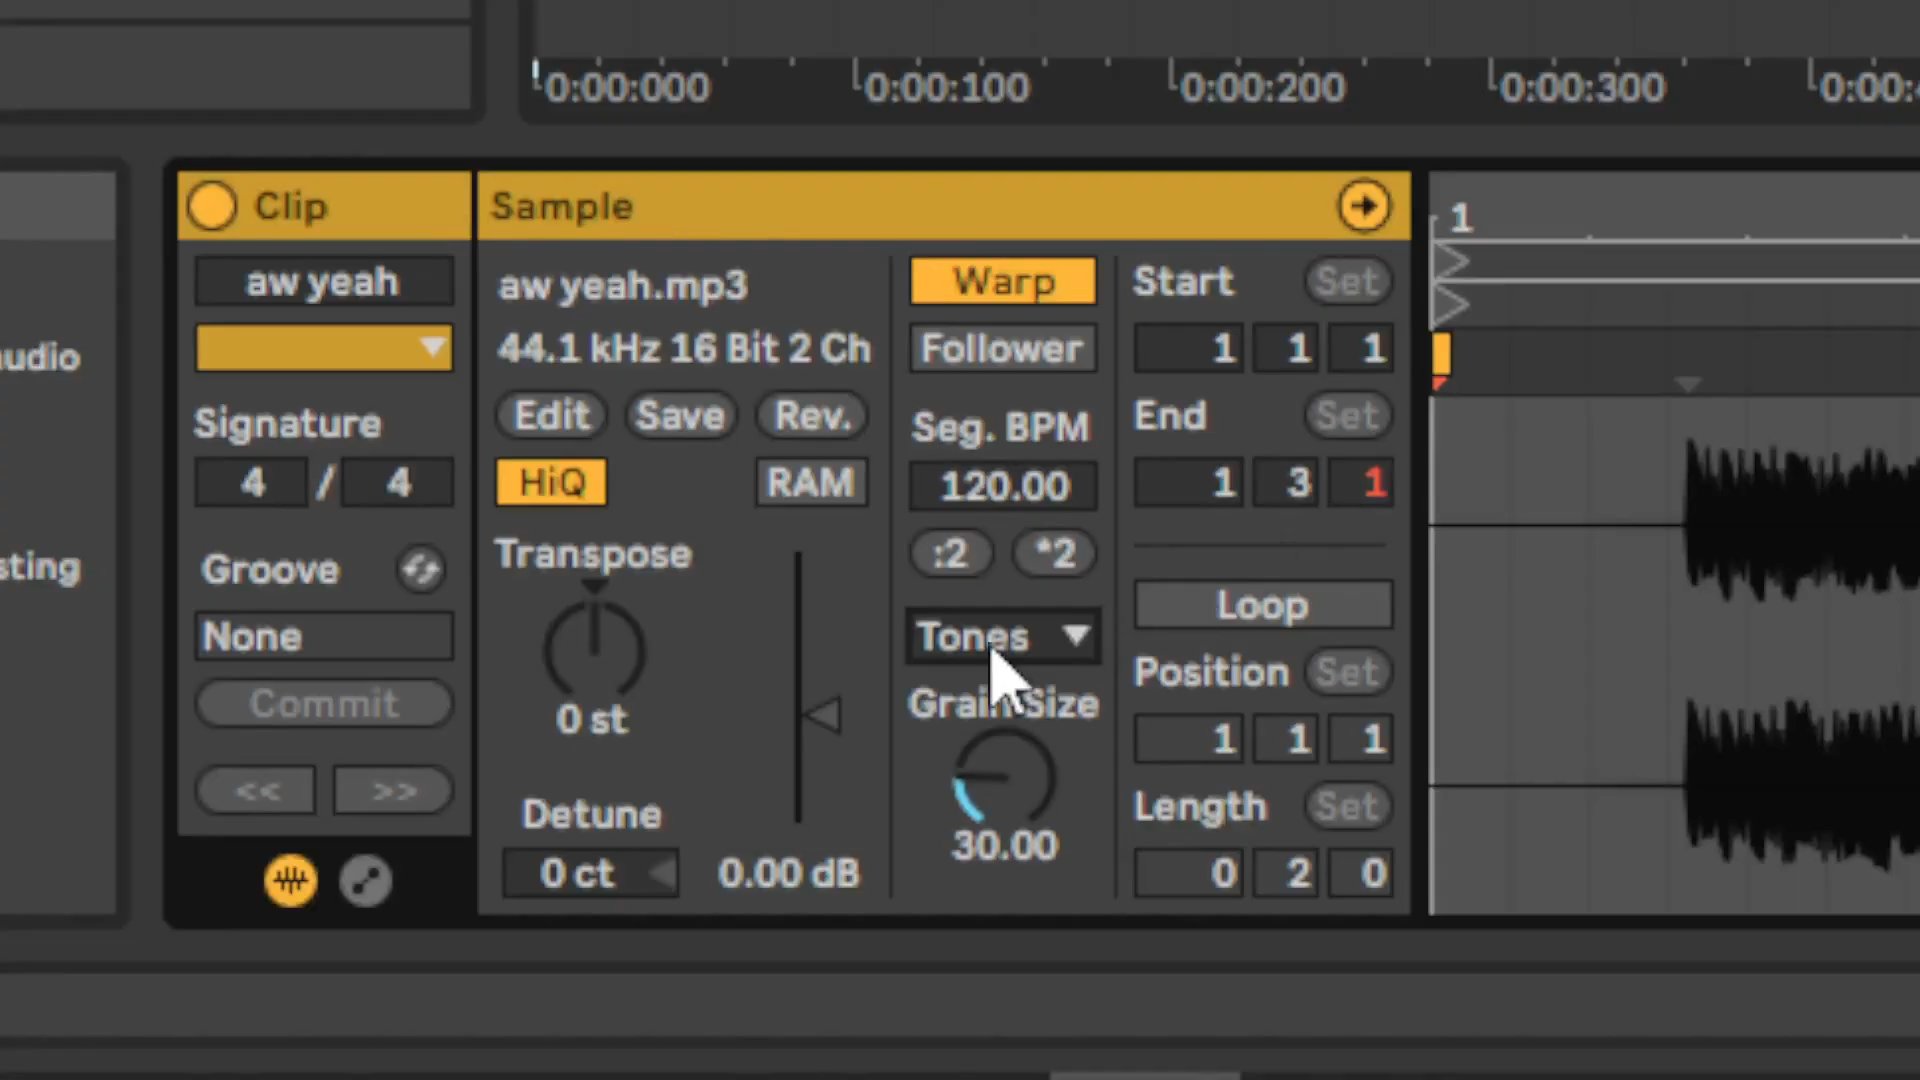 0:00:000 0:00:100 0:00:200 0:00:300 0:00:
Clip
Sample
1
aw yeah
aw yeah.mp3
44.1 kHz 16 Bit 2 Ch
Edit Save Rev.
HiQ RAM
Signature
4 / 4
Groove
None
Commit
<< >>
Transpose
0 st
Detune
0 ct 0.00 dB
Warp
Follower
Seg. BPM
120.00
:2 *2
Tones
Grain Size
30.00
Start Set
1 1 1
End Set
1 3 1
Loop
Position Set
1 1 1
Length Set
0 2 0
udio
sting